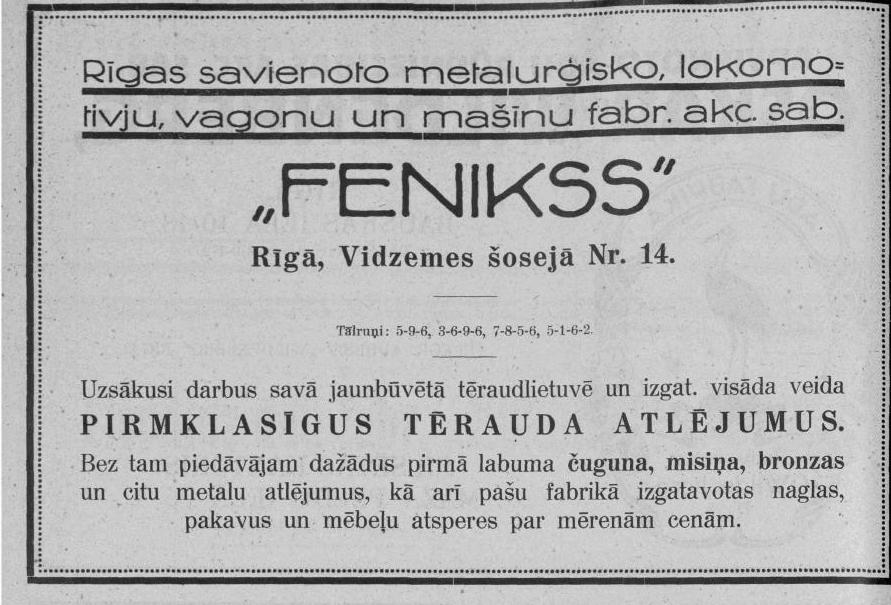 Rīgas savienoto metalurģisko, lokomo=
tivju, vagonu un mašīnu fabr. akc. sab.
„FENIKSS”
Rīgā, Vidzemes šosejā Nr. 14.
Tālruņi: 5-9-6, 3-6-9-6, 7-8-5-6, 5-1-6-2.
Uzsākusi darbus savā jaunbūvētā tēraudlietuvē un izgat. visāda veida
PIRMKLASĪGUS TĒRAUDA ATLĒJUMUS.
Bez tam piedāvājam dažādus pirmā labuma čuguna, misiņa, bronzas
un citu metalu atlējumus, kā arī pašu fabrikā izgatavotas naglas,
pakavus un mēbeļu atsperes par mērenām cenām.